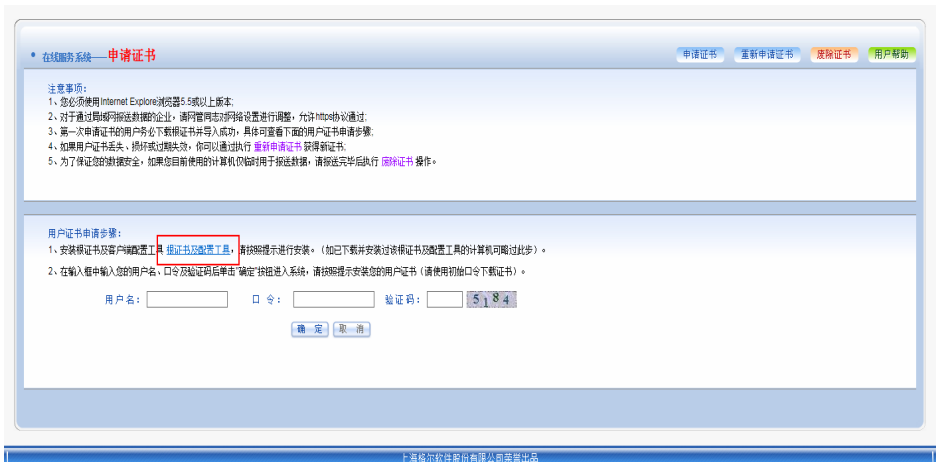 在线服务系统——申请证书
申请证书 重新申请证书 废除证书 用户帮助
注意事项:
1、您必须使用Internet Explore浏览器5.5或以上版本;
2、对于通过局域网报送数据的企业，请网管同志对网络设置进行调整，允许https协议通过;
3、第一次申请证书的用户务必下载根证书并导入成功，具体可查看下面的用户证书申请步骤;
4、如果用户证书丢失、损坏或过期失效，你可以通过执行 重新申请证书 获得新证书;
5、为了保证您的数据安全，如果您目前使用的计算机仅临时用于报送数据，请报送完毕后执行 废除证书 操作。
用户证书申请步骤:
1、安装根证书及客户端配置工具 根证书及配置工具，请按照提示进行安装。（如已下载并安装过该根证书及配置工具的计算机可略过此步）。
2、在输入框中输入您的用户名、口令及验证码后单击"确定"按钮进入系统，请按照提示安装您的用户证书（请使用初始口令下载证书）。
用户名: 口 令: 验证码: 5184
确 定 取 消
上海格尔软件股份有限公司荣誉出品